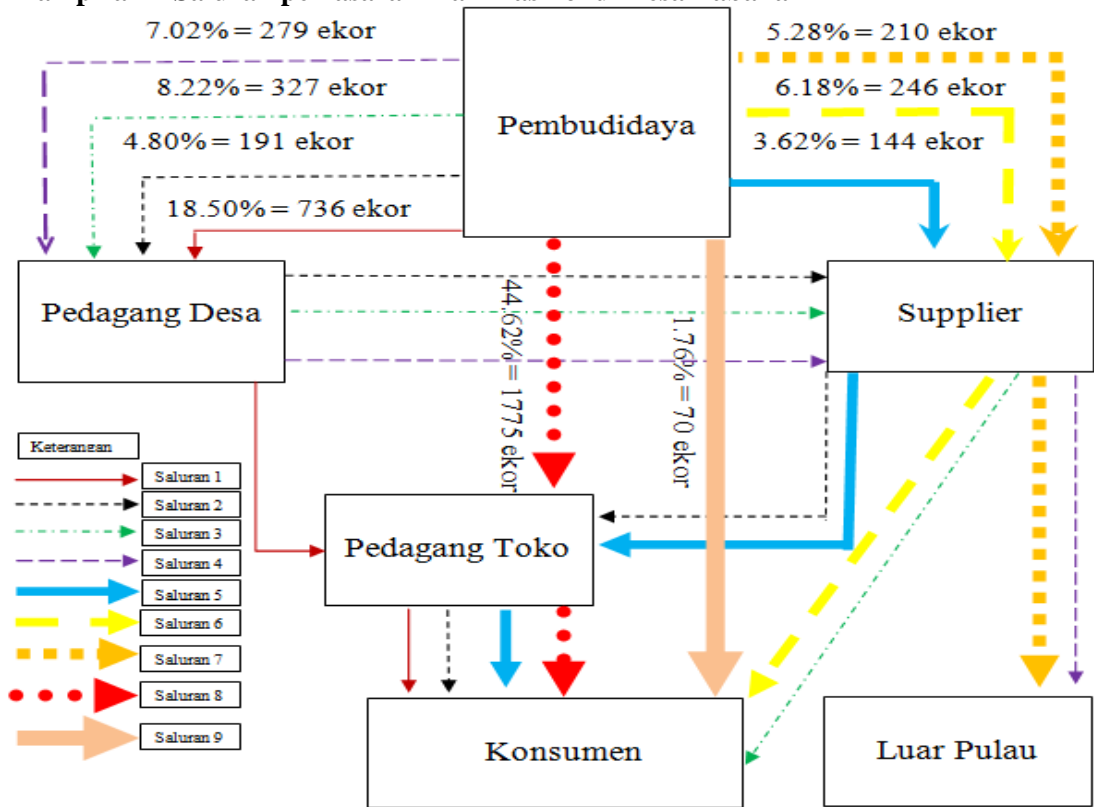 7.02% = 279 ekor
5.28% = 210 ekor
8.22% = 327 ekor
6.18% = 246 ekor
Pembudidaya
4.80% = 191 ekor
3.62% = 144 ekor
18.50% = 736 ekor
Pedagang Desa
Supplier
44.62% = 1775 ekor
1.76% = 70 ekor
Keterangan
Saluran 1
Saluran 2
Saluran 3
Saluran 4
Saluran 5
Saluran 6
Saluran 7
Saluran 8
Saluran 9
Pedagang Toko
Konsumen
Luar Pulau